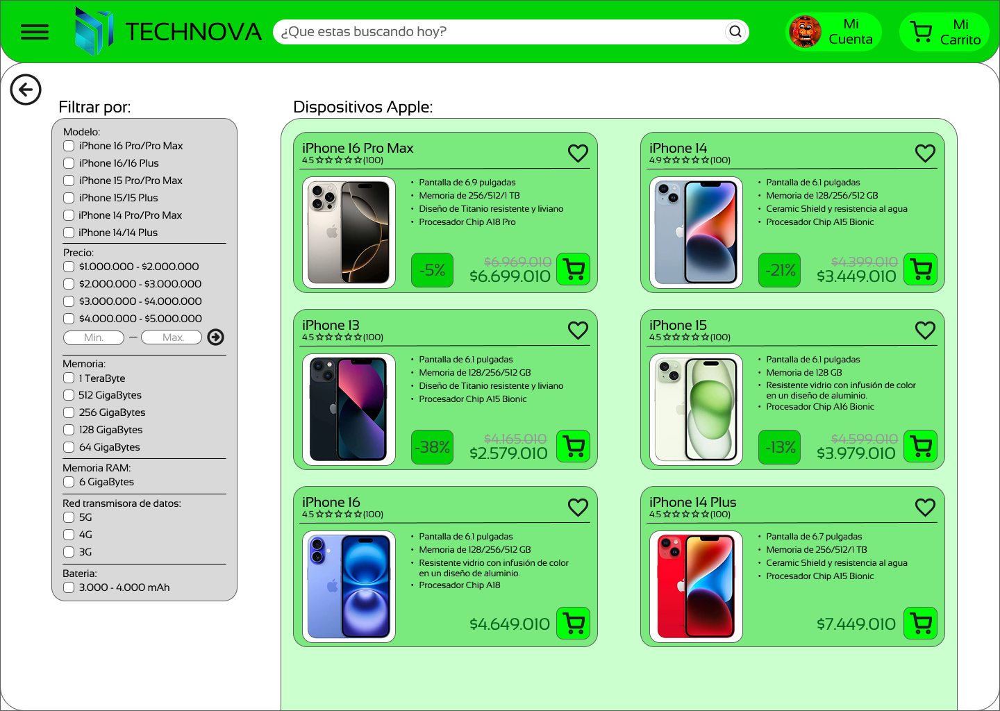 TECHNOVA
¿Que estas buscando hoy?
Mi
Cuenta
Mi
Carrito
Filtrar por:
Modelo:
iPhone 16 Pro/Pro Max
iPhone 16/16 Plus
iPhone 15 Pro/Pro Max
iPhone 15/15 Plus
iPhone 14 Pro/Pro Max
iPhone 14/14 Plus
Precio:
$1.000.000 - $2.000.000
$2.000.000 - $3.000.000
$3.000.000 - $4.000.000
$4.000.000 - $5.000.000
Min. — Max.
Memoria:
1 TeraByte
512 GigaBytes
256 GigaBytes
128 GigaBytes
64 GigaBytes
Memoria RAM:
6 GigaBytes
Red transmisora de datos:
5G
4G
3G
Bateria:
3.000 - 4.000 mAh
Dispositivos Apple:
iPhone 16 Pro Max
4.5 ☆☆☆☆☆(100)
• Pantalla de 6.9 pulgadas
• Memoria de 256/512/1 TB
• Diseño de Titanio resistente y liviano
• Procesador Chip A18 Pro
-5%
$6.969.010
$6.699.010
iPhone 14
4.9 ☆☆☆☆☆(100)
• Pantalla de 6.1 pulgadas
• Memoria de 128/256/512 GB
• Ceramic Shield y resistencia al agua
• Procesador Chip A15 Bionic
-21%
$4.399.010
$3.449.010
iPhone 13
4.5 ☆☆☆☆☆(100)
• Pantalla de 6.1 pulgadas
• Memoria de 128/256/512 GB
• Diseño de Titanio resistente y liviano
• Procesador Chip A15 Bionic
-38%
$4.165.010
$2.579.010
iPhone 15
4.5 ☆☆☆☆☆(100)
• Pantalla de 6.1 pulgadas
• Memoria de 128 GB
• Resistente vidrio con infusión de color
en un diseño de aluminio.
• Procesador Chip A16 Bionic
-13%
$4.599.010
$3.979.010
iPhone 16
4.5 ☆☆☆☆☆(100)
• Pantalla de 6.1 pulgadas
• Memoria de 128/256/512 GB
• Resistente vidrio con infusión de color
en un diseño de aluminio.
• Procesador Chip A18
$4.649.010
iPhone 14 Plus
4.5 ☆☆☆☆☆(100)
• Pantalla de 6.7 pulgadas
• Memoria de 256/512/1 TB
• Ceramic Shield y resistencia al agua
• Procesador Chip A15 Bionic
$7.449.010